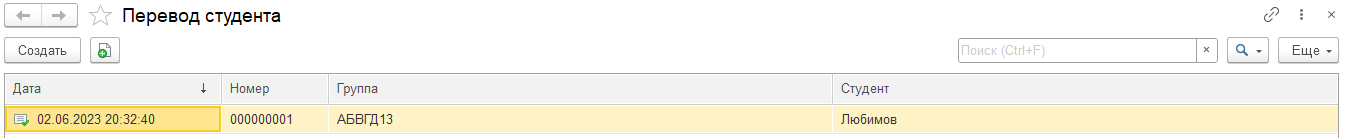 Перевод студента
Создать Поиск (Ctrl+F) Еще
Дата Номер Группа Студент
02.06.2023 20:32:40 000000001 АБВГД13 Любимов